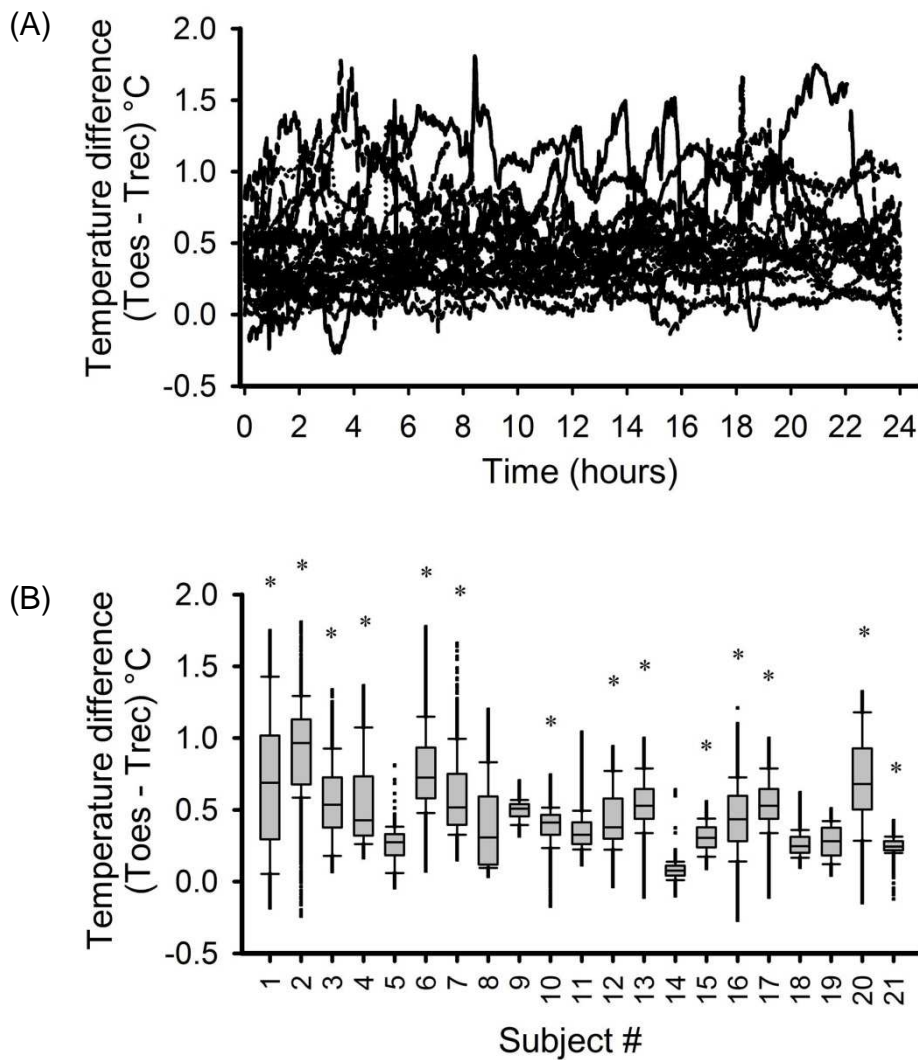 (A)
Temperature difference
(Toes - Trec) °C
2.0
1.5
1.0
0.5
0.0
-0.5
0 2 4 6 8 10 12 14 16 18 20 22 24
Time (hours)
(B)
Temperature difference
(Toes - Trec) °C
2.0
1.5
1.0
0.5
0.0
-0.5
* * * * * * * * * * * * * *
1 2 3 4 5 6 7 8 9 10 11 12 13 14 15 16 17 18 19 20 21
Subject #